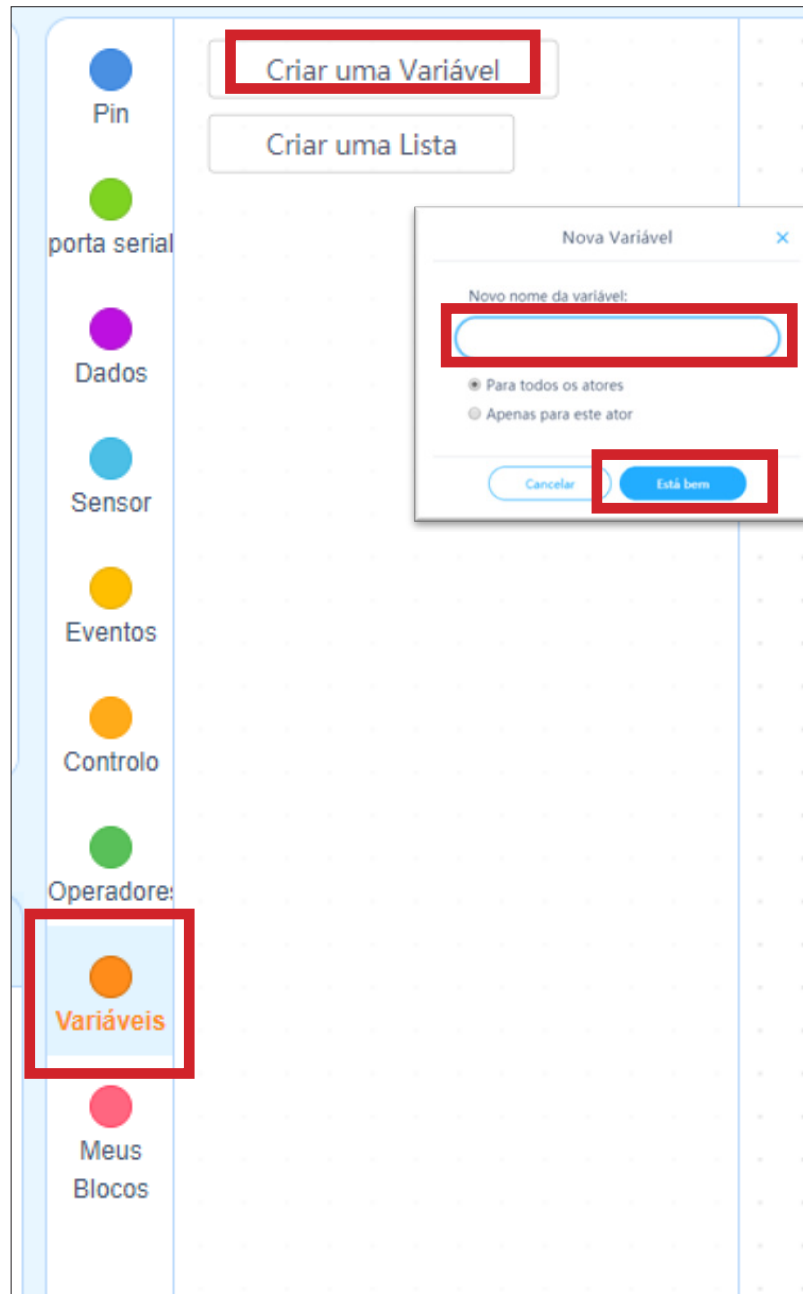 Pin
porta serial
Dados
Sensor
Eventos
Controlo
Operadore
Variáveis
Meus
Blocos
Criar uma Variável
Criar uma Lista
Nova Variável
Novo nome da variável:
Para todos os atores
Apenas para este ator
Cancelar
Está bem